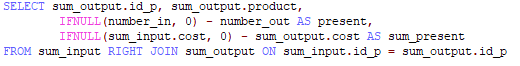 SELECT sum_output.id_p, sum_output.product,
IFNULL(number_in, 0) - number_out AS present,
IFNULL(sum_input.cost, 0) - sum_output.cost AS sum_present
FROM sum_input RIGHT JOIN sum_output ON sum_input.id_p = sum_output.id_p